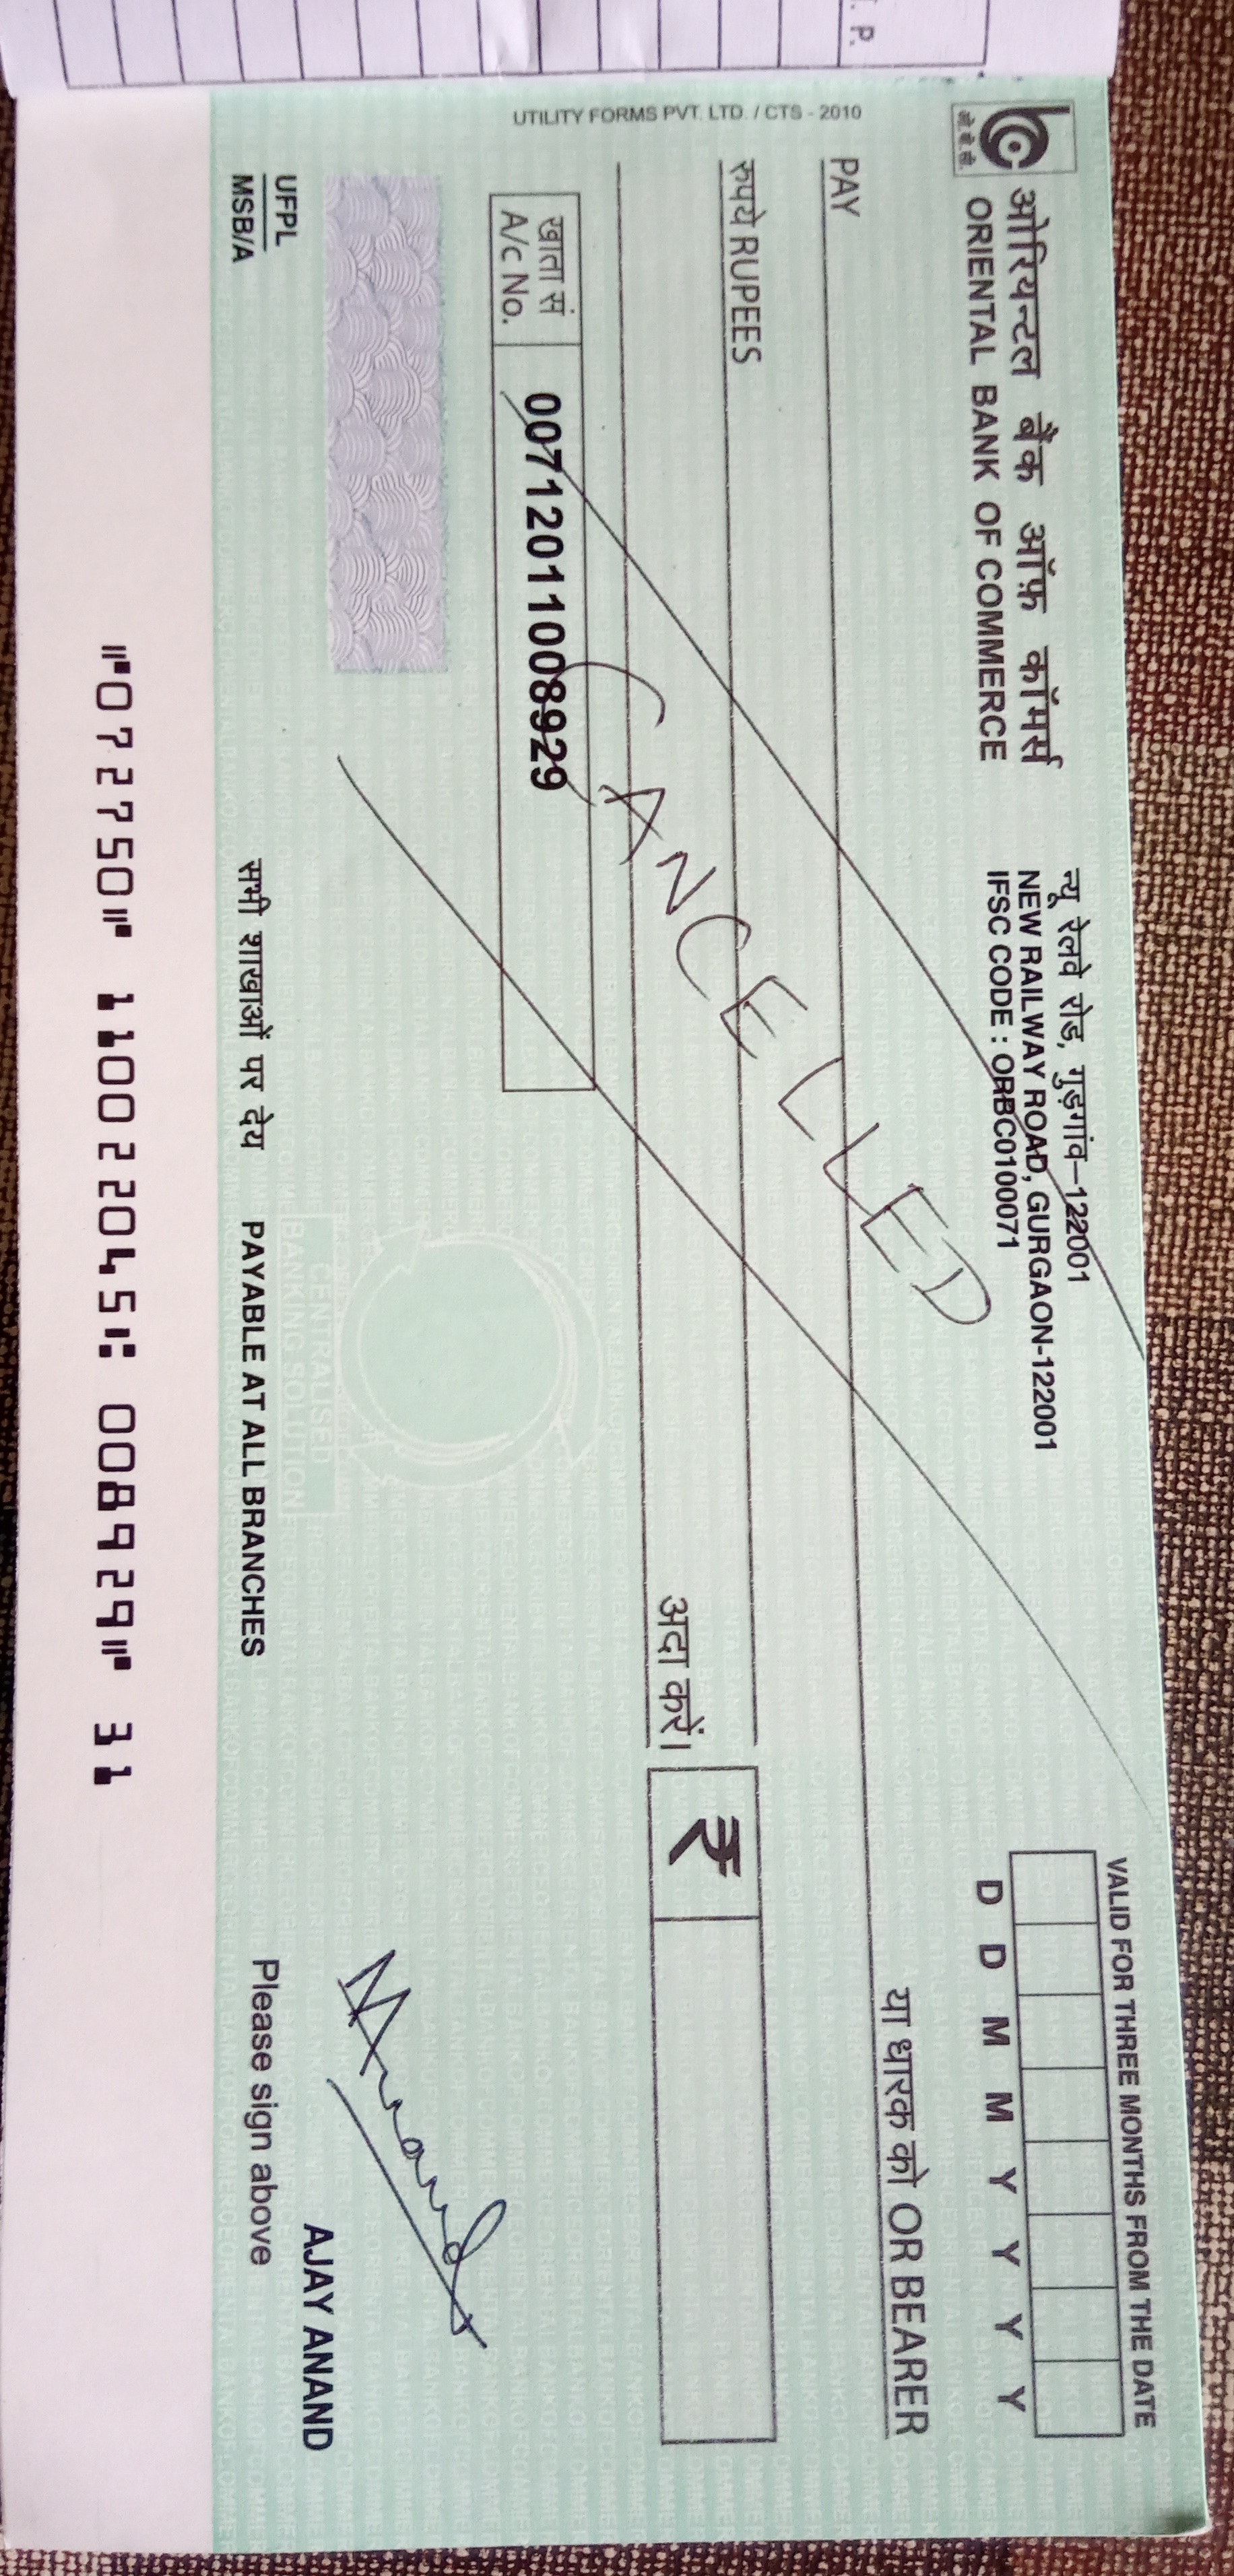 T. P.
ओ.बी.सी.
ओरियन्टल बैंक ऑफ़ कॉमर्स
ORIENTAL BANK OF COMMERCE
न्यू रेलवे रोड, गुड़गांव–122001
NEW RAILWAY ROAD, GURGAON-122001
IFSC CODE : ORBC0100071
VALID FOR THREE MONTHS FROM THE DATE
D D M M Y Y Y Y
PAY
या धारक को OR BEARER
रुपये RUPEES
अदा करें।
₹
CANCELLED
खाता सं
A/c No.
00712011008929
UTILITY FORMS PVT. LTD. / CTS - 2010
CENTRALISED
BANKING SOLUTION
AJAY ANAND
UFPL
MSB/A
सभी शाखाओं पर देय PAYABLE AT ALL BRANCHES
Please sign above
⑈072750⑈ 110022045⑆ 008929⑈ 31